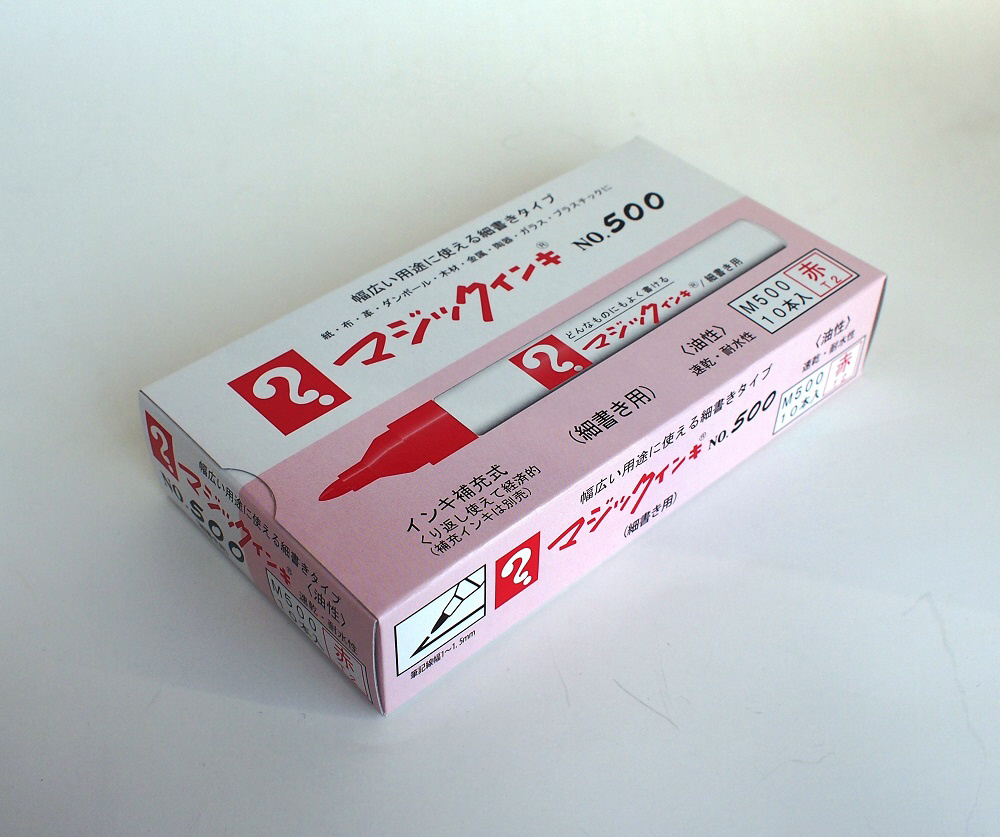 幅広い用途に使える細書きタイプ
紙・布・革・ダンボール・木材・金属・陶器・ガラス・プラスチックに
?
マジックインキ®
NO.500
どんなものにもよく書ける
?
マジックインキ®/細書き用
(細書き用)
〈油性〉
速乾・耐水性
M500
10本入
赤
T2
インキ補充式
くり返し使えて経済的
(補充インキは別売)
幅広い用途に使える細書きタイプ
?
マジックインキ®
NO.500
(細書き用)
〈油性〉
速乾・耐水性
M500
10本入
赤
筆記線幅1〜1.5mm
幅広い用途に使える細書きタイプ
?
マジックインキ®
NO.500
〈油性〉
速乾・耐水性
M500
10本入
赤
T2